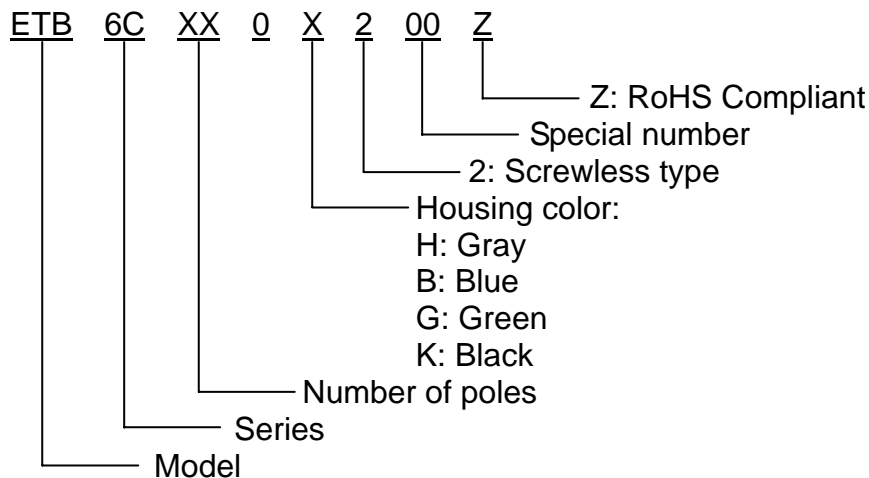 ETB 6C XX 0 X 2 00 Z
Z: RoHS Compliant
Special number
2: Screwless type
Housing color:
H: Gray
B: Blue
G: Green
K: Black
Number of poles
Series
Model